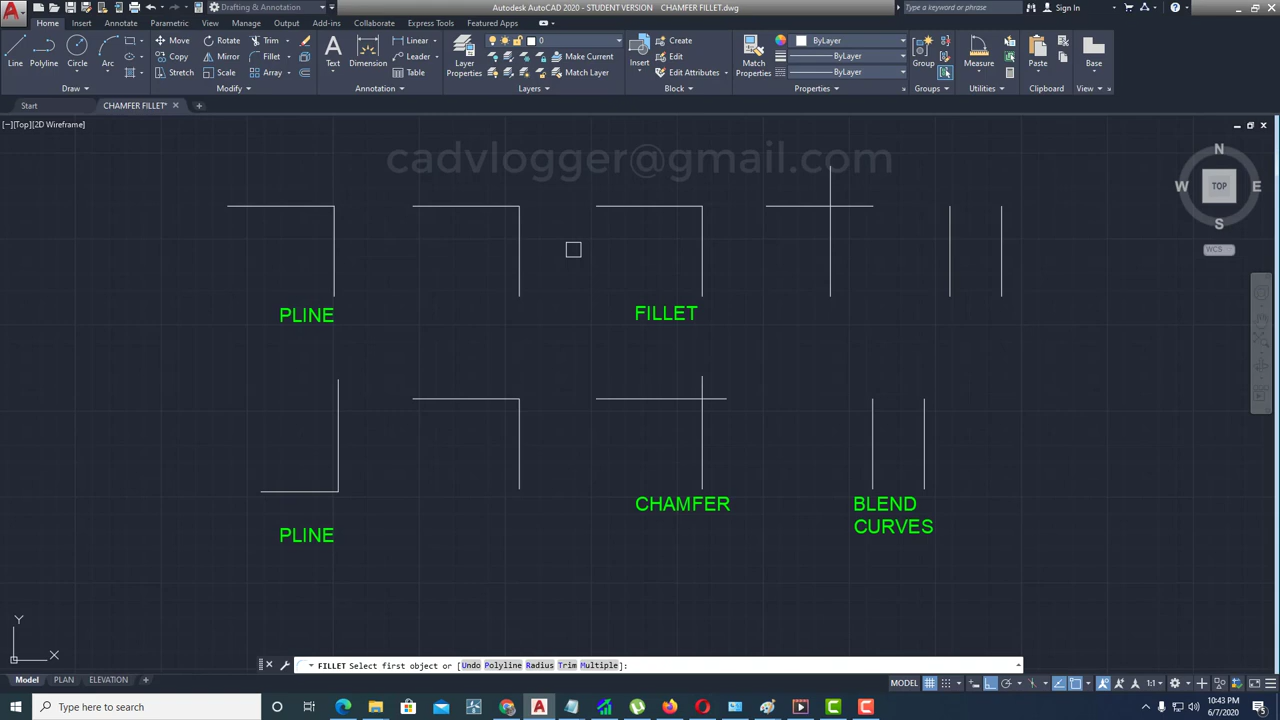 Drafting & Annotation
Autodesk AutoCAD 2020 - STUDENT VERSION CHAMFER FILLET.dwg
Type a keyword or phrase
Sign In
Home Insert Annotate Parametric View Manage Output Add-ins Collaborate Express Tools Featured Apps
Line Polyline Circle Arc
Move Rotate Trim
Copy Mirror Fillet
Stretch Scale Array
Text Dimension
Linear
Leader
Table
Layer Properties
0
Make Current
Match Layer
Insert
Create
Edit
Edit Attributes
Match Properties
ByLayer
ByLayer
ByLayer
Group
Measure
Paste
Base
Draw Modify Annotation Layers Block Properties Groups Utilities Clipboard View
Start CHAMFER FILLET*
[−][Top][2D Wireframe]
cadvlogger@gmail.com
N
W TOP E
S
WCS
PLINE
FILLET
CHAMFER
BLEND
CURVES
PLINE
Y
X
FILLET Select first object or [Undo Polyline Radius Trim Multiple]:
Model PLAN ELEVATION
MODEL
1:1
Type here to search
10:43 PM
6/7/2020